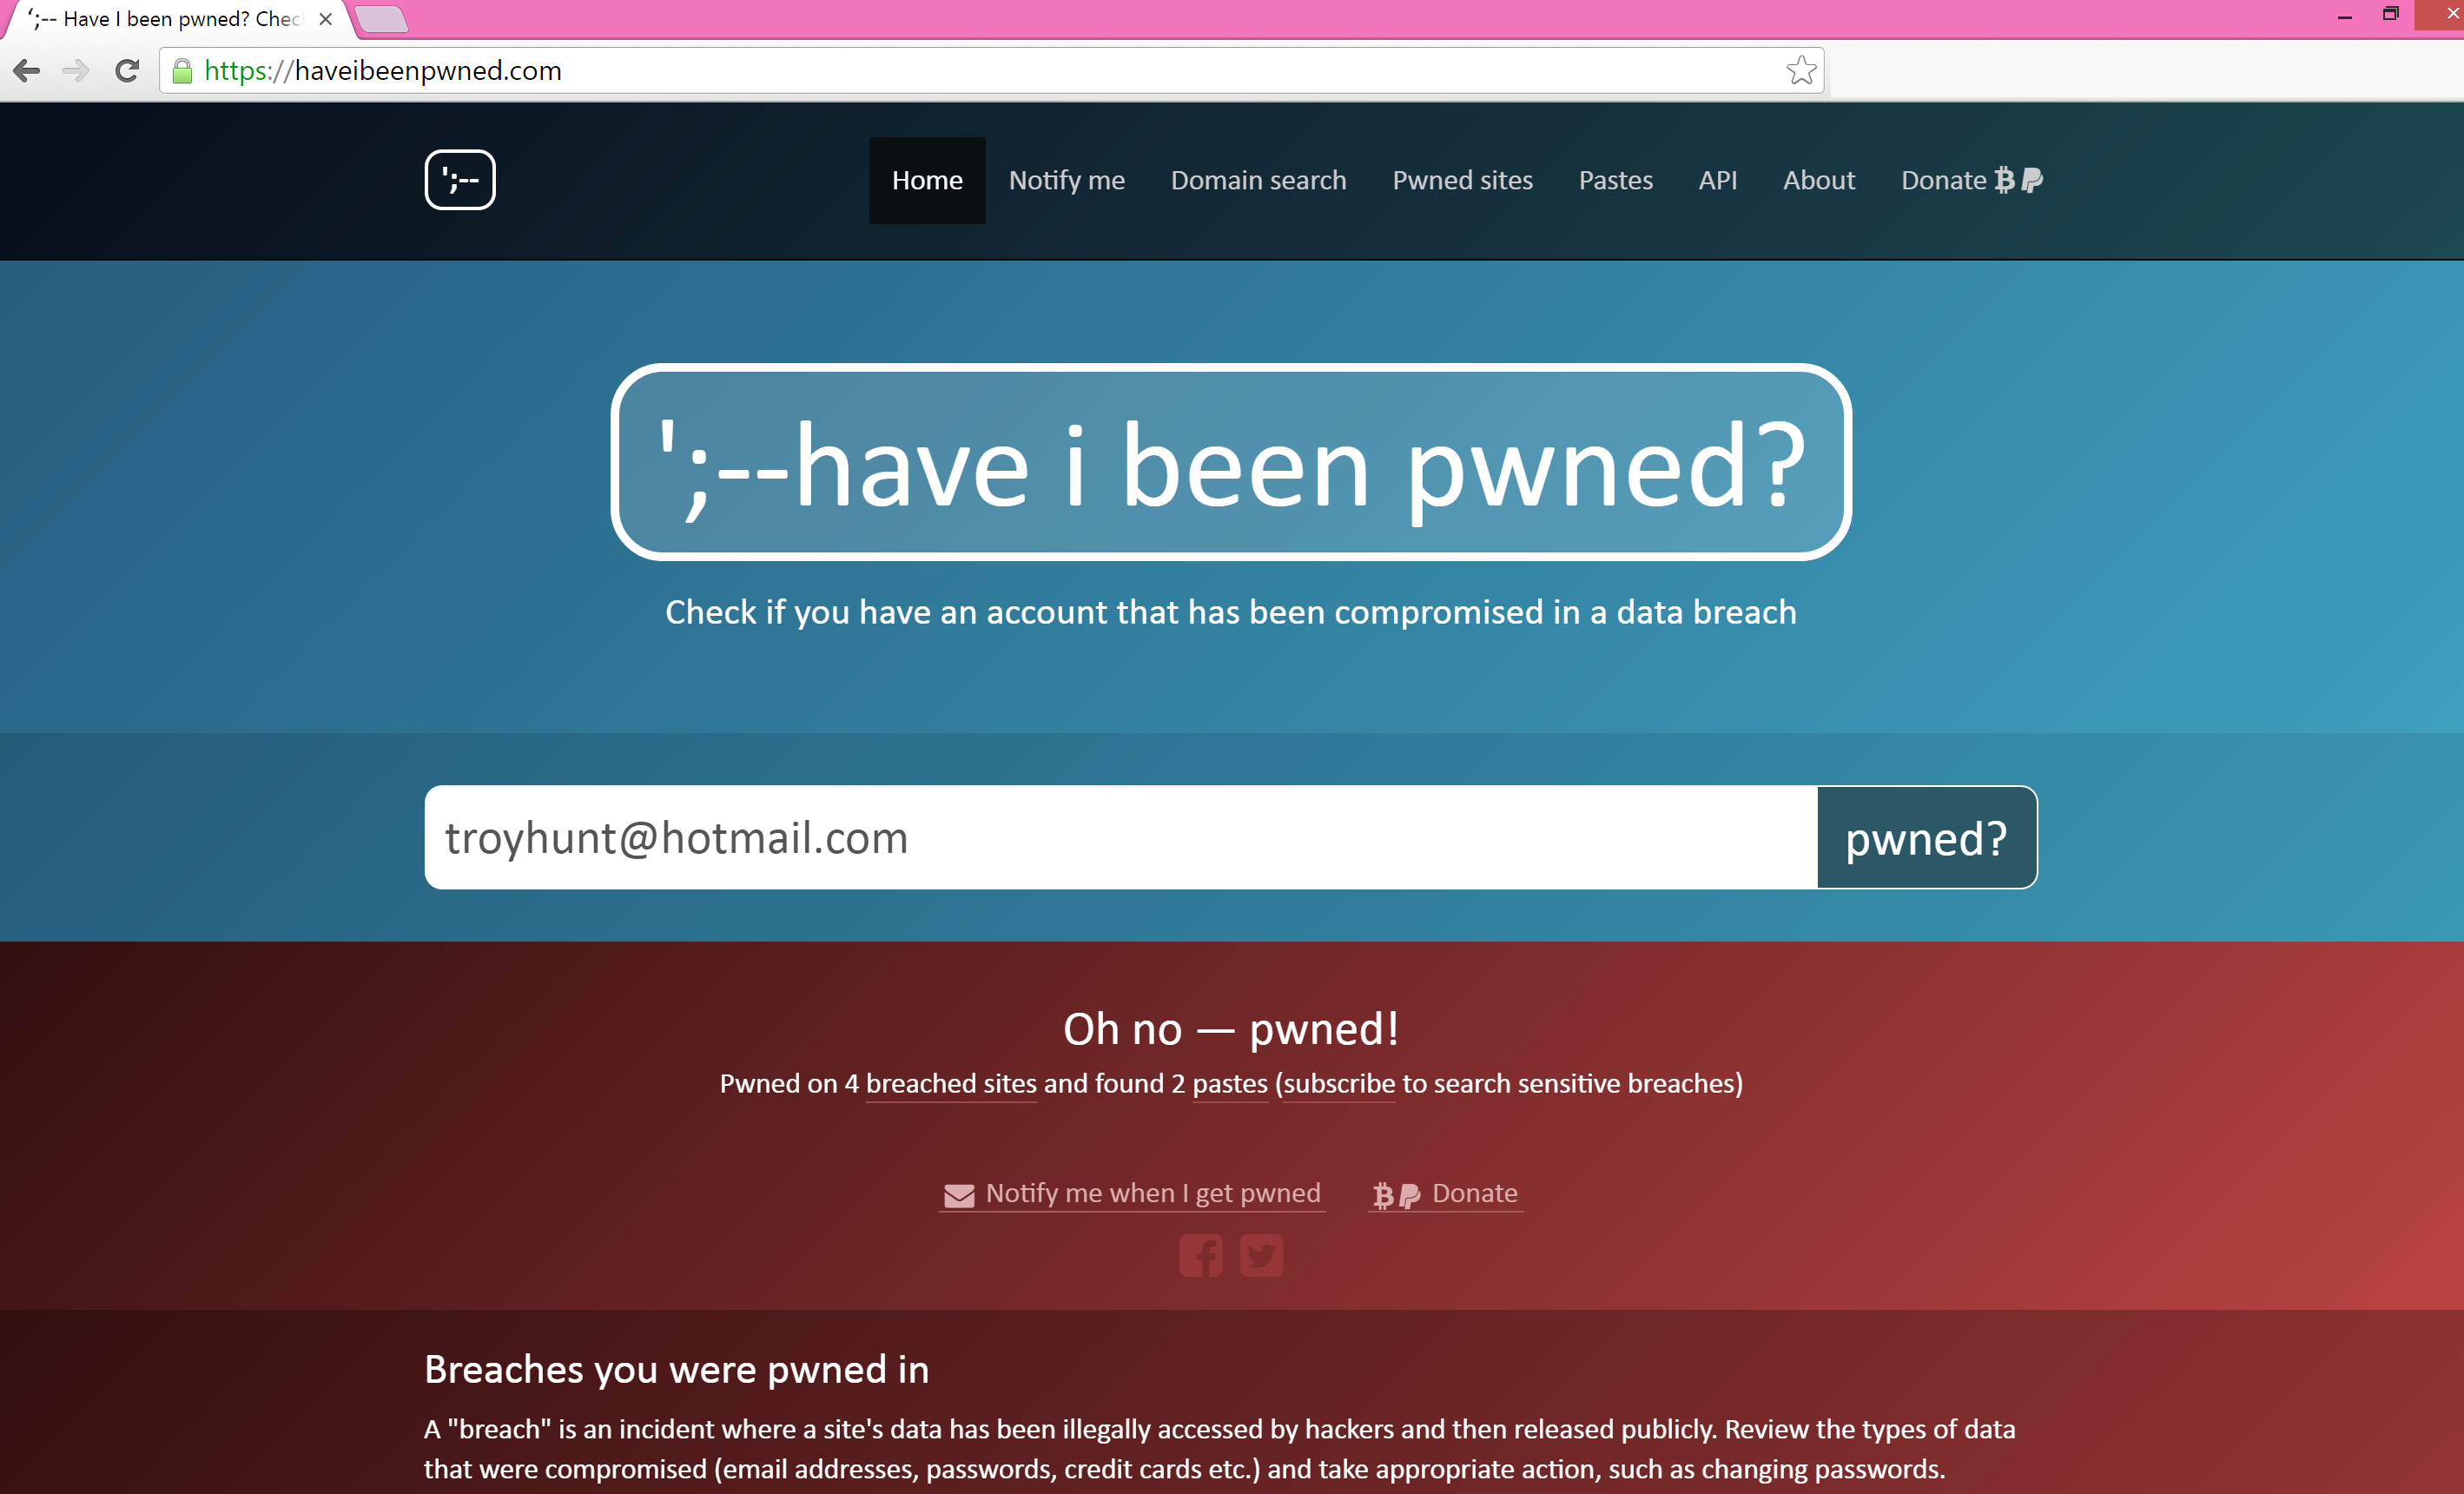 ‘;-- Have I been pwned? Chec
https://haveibeenpwned.com
';--
Home Notify me Domain search Pwned sites Pastes API About Donate
';--have i been pwned?
Check if you have an account that has been compromised in a data breach
troyhunt@hotmail.com pwned?
Oh no — pwned!
Pwned on 4 breached sites and found 2 pastes (subscribe to search sensitive breaches)
Notify me when I get pwned Donate
Breaches you were pwned in
A "breach" is an incident where a site's data has been illegally accessed by hackers and then released publicly. Review the types of data
that were compromised (email addresses, passwords, credit cards etc.) and take appropriate action, such as changing passwords.